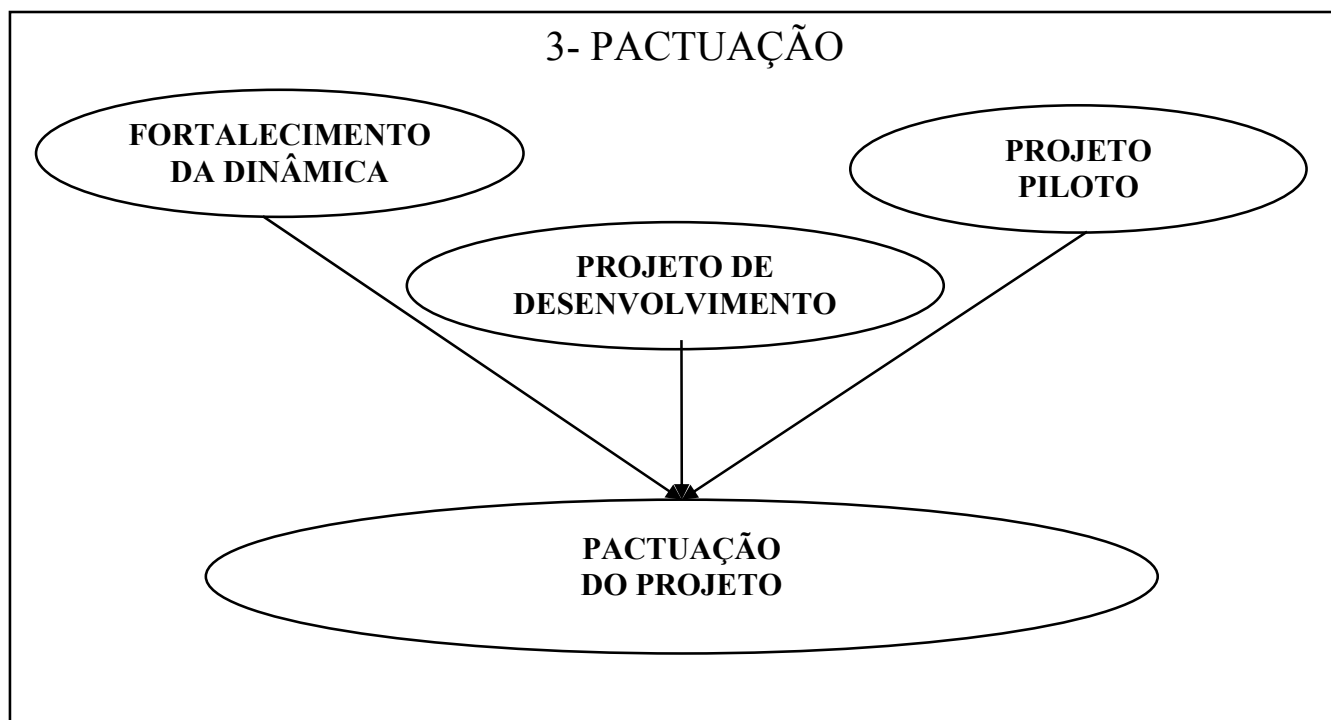 3- PACTUAÇÃO
FORTALECIMENTO
DA DINÂMICA
PROJETO
PILOTO
PROJETO DE
DESENVOLVIMENTO
PACTUAÇÃO
DO PROJETO